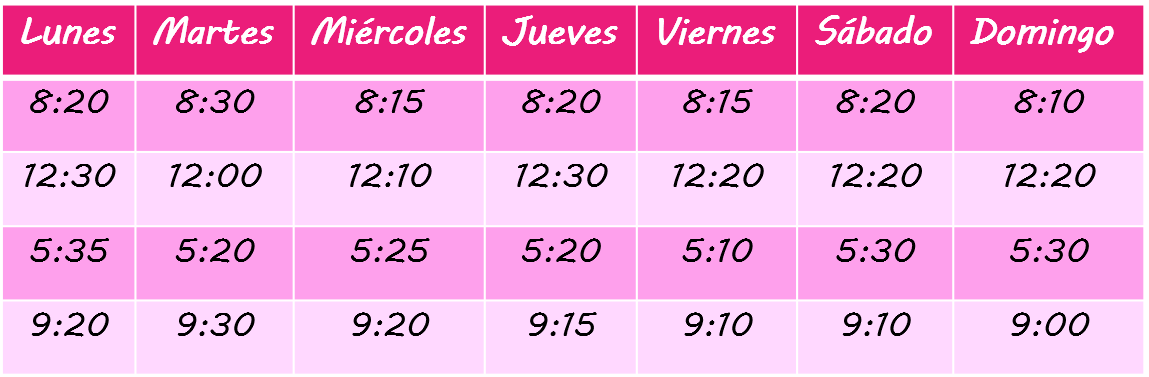 Lunes Martes Miércoles Jueves Viernes Sábado Domingo
8:20 8:30 8:15 8:20 8:15 8:20 8:10
12:30 12:00 12:10 12:30 12:20 12:20 12:20
5:35 5:20 5:25 5:20 5:10 5:30 5:30
9:20 9:30 9:20 9:15 9:10 9:10 9:00